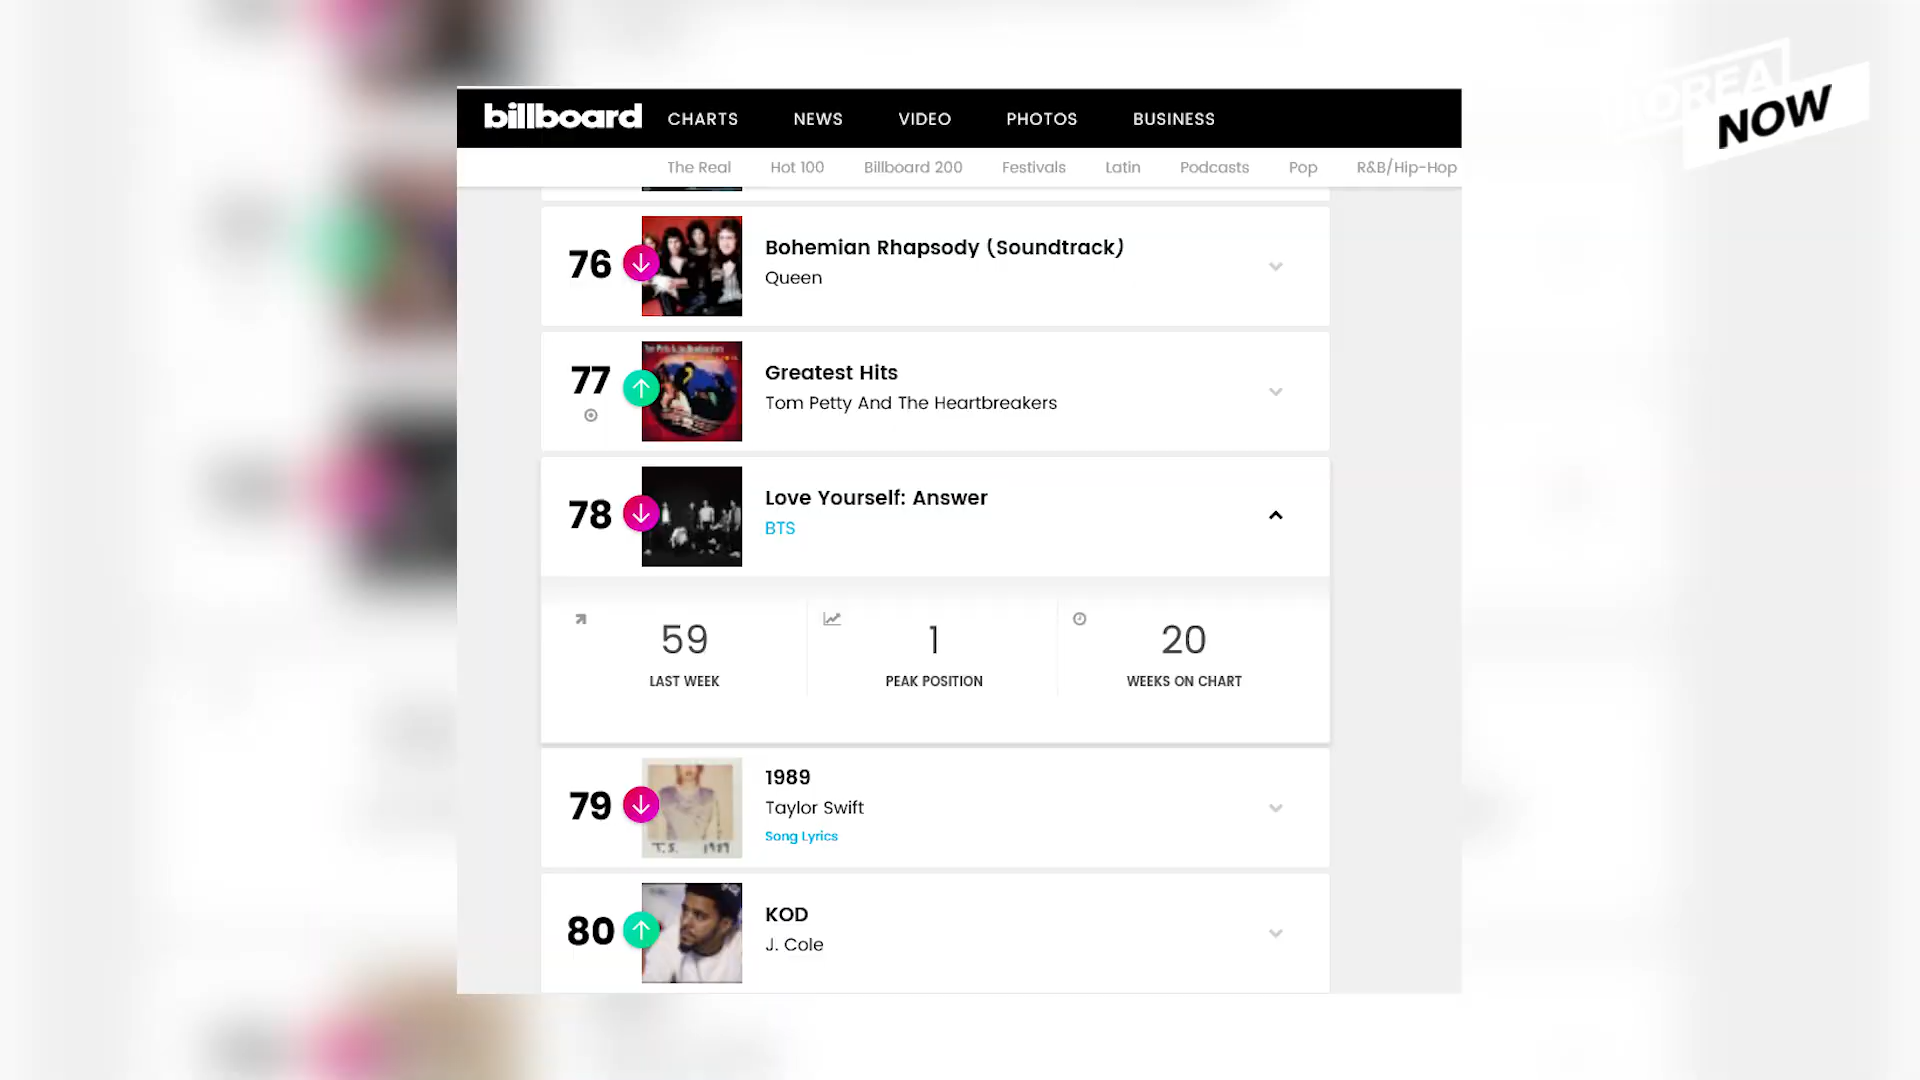 KOREA
NOW
billboard CHARTS NEWS VIDEO PHOTOS BUSINESS
The Real Hot 100 Billboard 200 Festivals Latin Podcasts Pop R&B/Hip-Hop
76
Bohemian Rhapsody (Soundtrack)
Queen
77
Greatest Hits
Tom Petty And The Heartbreakers
78
Love Yourself: Answer
BTS
59 1 20
LAST WEEK PEAK POSITION WEEKS ON CHART
79
1989
Taylor Swift
Song Lyrics
T.S. 1989
80
KOD
J. Cole